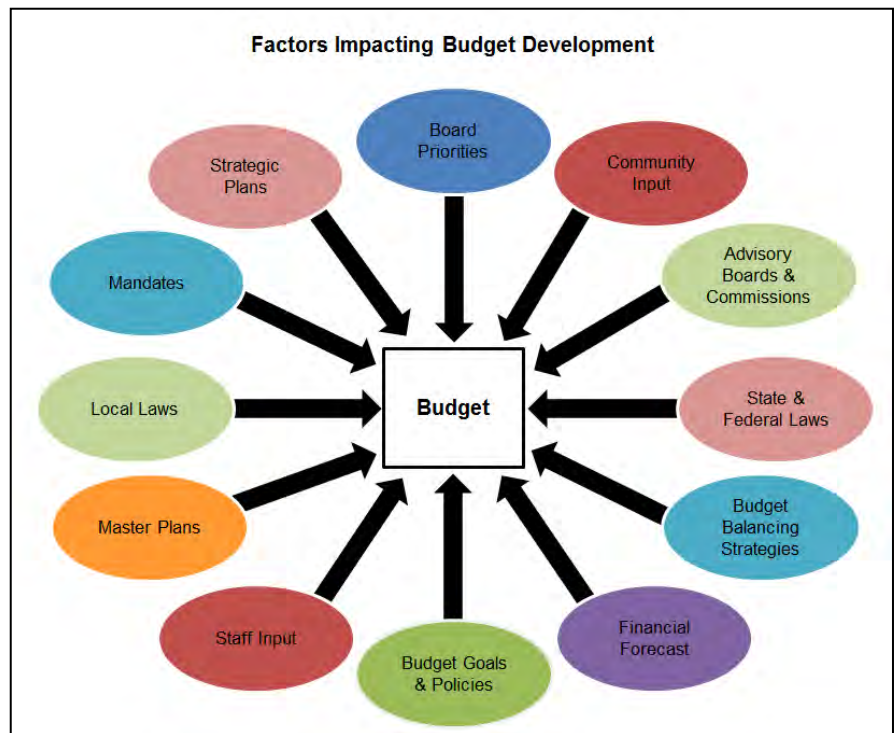 Factors Impacting Budget Development
Board
Priorities
Community
Input
Advisory
Boards &
Commissions
State &
Federal Laws
Budget
Balancing
Strategies
Financial
Forecast
Budget Goals
& Policies
Staff Input
Master Plans
Local Laws
Mandates
Strategic
Plans
Budget